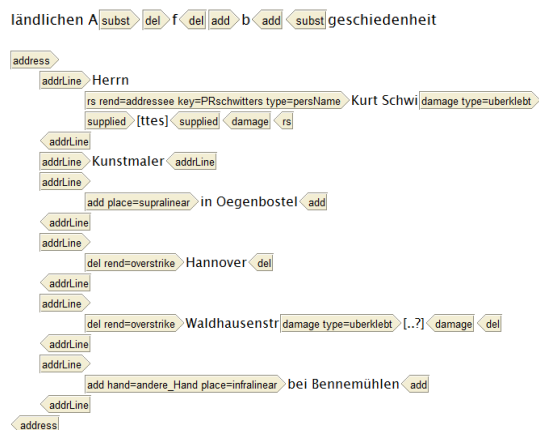 ländlichen A subst del f del add b add subst geschiedenheit
address
addrLine Herrn
rs rend=addressee key=PRschwitters type=persName Kurt Schwi damage type=uberklebt
supplied [ttes] supplied damage rs
addrLine
addrLine Kunstmaler addrLine
addrLine
add place=supralinear in Oegenbostel add
addrLine
addrLine
del rend=overstrike Hannover del
addrLine
addrLine
del rend=overstrike Waldhausenstr damage type=uberklebt [..?] damage del
addrLine
addrLine
add hand=andere_Hand place=infralinear bei Bennemühlen add
addrLine
address